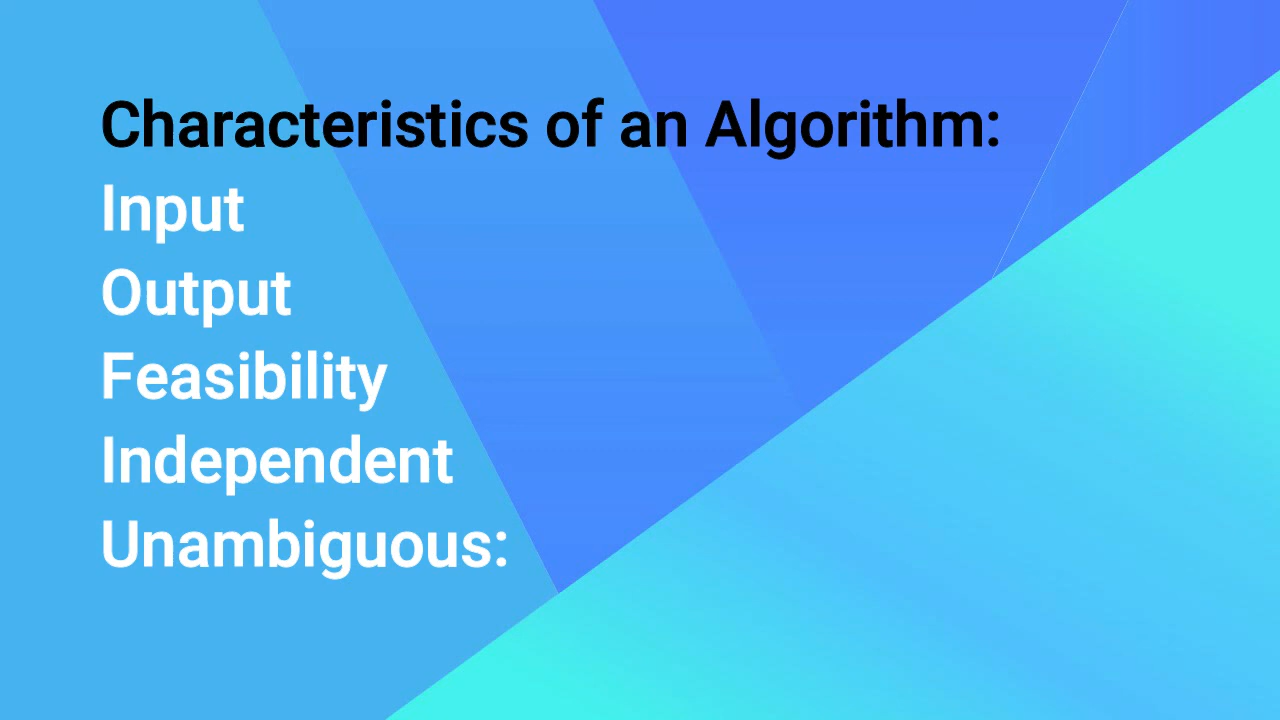 Characteristics of an Algorithm:
Input
Output
Feasibility
Independent
Unambiguous: